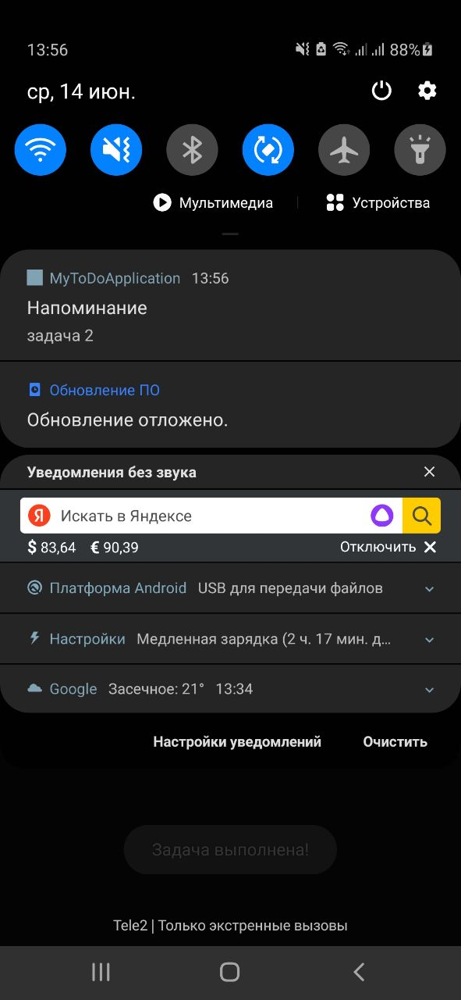 13:56 88%
ср, 14 июн.
Мультимедиа Устройства
MyToDoApplication 13:56
Напоминание
задача 2
Обновление ПО
Обновление отложено.
Уведомления без звука
Я Искать в Яндексе
$ 83,64 € 90,39 Отключить
Платформа Android USB для передачи файлов
Настройки Медленная зарядка (2 ч. 17 мин. д...
Google Засечное: 21° 13:34
Настройки уведомлений Очистить
Задача выполнена!
Tele2 | Только экстренные вызовы